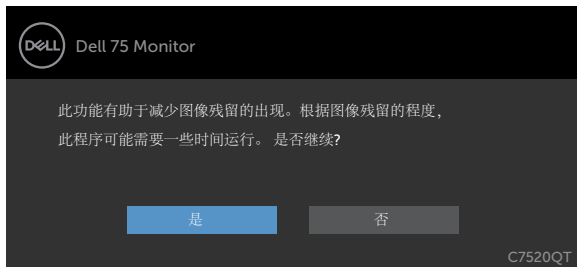 DELL Dell 75 Monitor
此功能有助于减少图像残留的出现。根据图像残留的程度，
此程序可能需要一些时间运行。 是否继续?
是 否
C7520QT